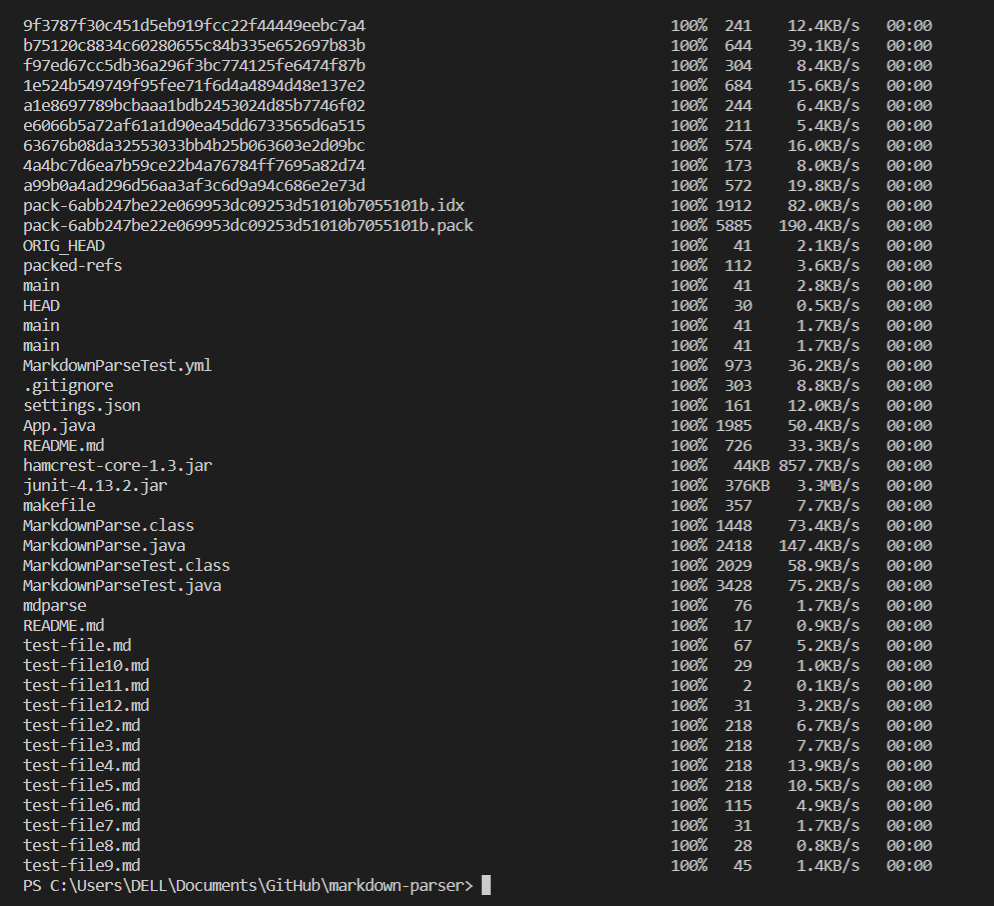 9f3787f30c451d5eb919fcc22f44449eebc7a4 100% 241 12.4KB/s 00:00
b75120c8834c60280655c84b335e652697b83b 100% 644 39.1KB/s 00:00
f97ed67cc5db36a296f3bc774125fe6474f87b 100% 304 8.4KB/s 00:00
1e524b549749f95fee71f6d4a4894d48e137e2 100% 684 15.6KB/s 00:00
a1e8697789bcbaaa1bdb2453024d85b7746f02 100% 244 6.4KB/s 00:00
e6066b5a72af61a1d90ea45dd6733565d6a515 100% 211 5.4KB/s 00:00
63676b08da32553033bb4b25b063603e2d09bc 100% 574 16.0KB/s 00:00
4a4bc7d6ea7b59ce22b4a76784ff7695a82d74 100% 173 8.0KB/s 00:00
a99b0a4ad296d56aa3af3c6d9a94c686e2e73d 100% 572 19.8KB/s 00:00
pack-6abb247be22e069953dc09253d51010b7055101b.idx 100% 1912 82.0KB/s 00:00
pack-6abb247be22e069953dc09253d51010b7055101b.pack 100% 5885 190.4KB/s 00:00
ORIG_HEAD 100% 41 2.1KB/s 00:00
packed-refs 100% 112 3.6KB/s 00:00
main 100% 41 2.8KB/s 00:00
HEAD 100% 30 0.5KB/s 00:00
main 100% 41 1.7KB/s 00:00
main 100% 41 1.7KB/s 00:00
MarkdownParseTest.yml 100% 973 36.2KB/s 00:00
.gitignore 100% 303 8.8KB/s 00:00
settings.json 100% 161 12.0KB/s 00:00
App.java 100% 1985 50.4KB/s 00:00
README.md 100% 726 33.3KB/s 00:00
hamcrest-core-1.3.jar 100% 44KB 857.7KB/s 00:00
junit-4.13.2.jar 100% 376KB 3.3MB/s 00:00
makefile 100% 357 7.7KB/s 00:00
MarkdownParse.class 100% 1448 73.4KB/s 00:00
MarkdownParse.java 100% 2418 147.4KB/s 00:00
MarkdownParseTest.class 100% 2029 58.9KB/s 00:00
MarkdownParseTest.java 100% 3428 75.2KB/s 00:00
mdparse 100% 76 1.7KB/s 00:00
README.md 100% 17 0.9KB/s 00:00
test-file.md 100% 67 5.2KB/s 00:00
test-file10.md 100% 29 1.0KB/s 00:00
test-file11.md 100% 2 0.1KB/s 00:00
test-file12.md 100% 31 3.2KB/s 00:00
test-file2.md 100% 218 6.7KB/s 00:00
test-file3.md 100% 218 7.7KB/s 00:00
test-file4.md 100% 218 13.9KB/s 00:00
test-file5.md 100% 218 10.5KB/s 00:00
test-file6.md 100% 115 4.9KB/s 00:00
test-file7.md 100% 31 1.7KB/s 00:00
test-file8.md 100% 28 0.8KB/s 00:00
test-file9.md 100% 45 1.4KB/s 00:00
PS C:\Users\DELL\Documents\GitHub\markdown-parser>